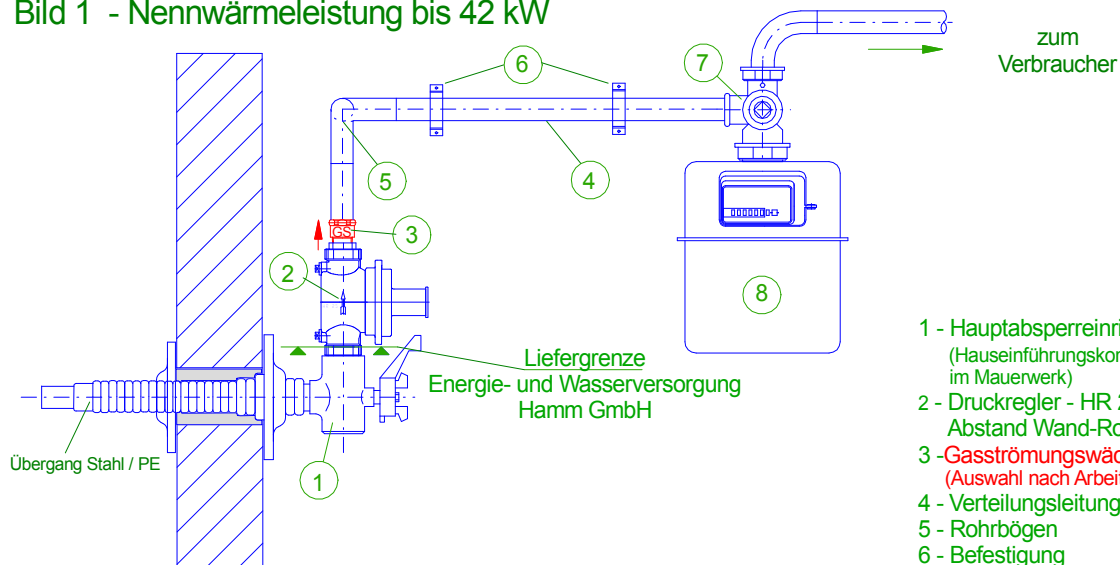 Bild 1 - Nennwärmeleistung bis 42 kW
zum
Verbraucher
6
7
5
4
GS
3
2
8
Liefergrenze
Energie- und Wasserversorgung
Hamm GmbH
Übergang Stahl / PE
1
1 - Hauptabsperreinri
(Hauseinführungskor
im Mauerwerk)
2 - Druckregler - HR 2
Abstand Wand-Ro
3 -Gasströmungswäc
(Auswahl nach Arbeit
4 - Verteilungsleitung
5 - Rohrbögen
6 - Befestigung